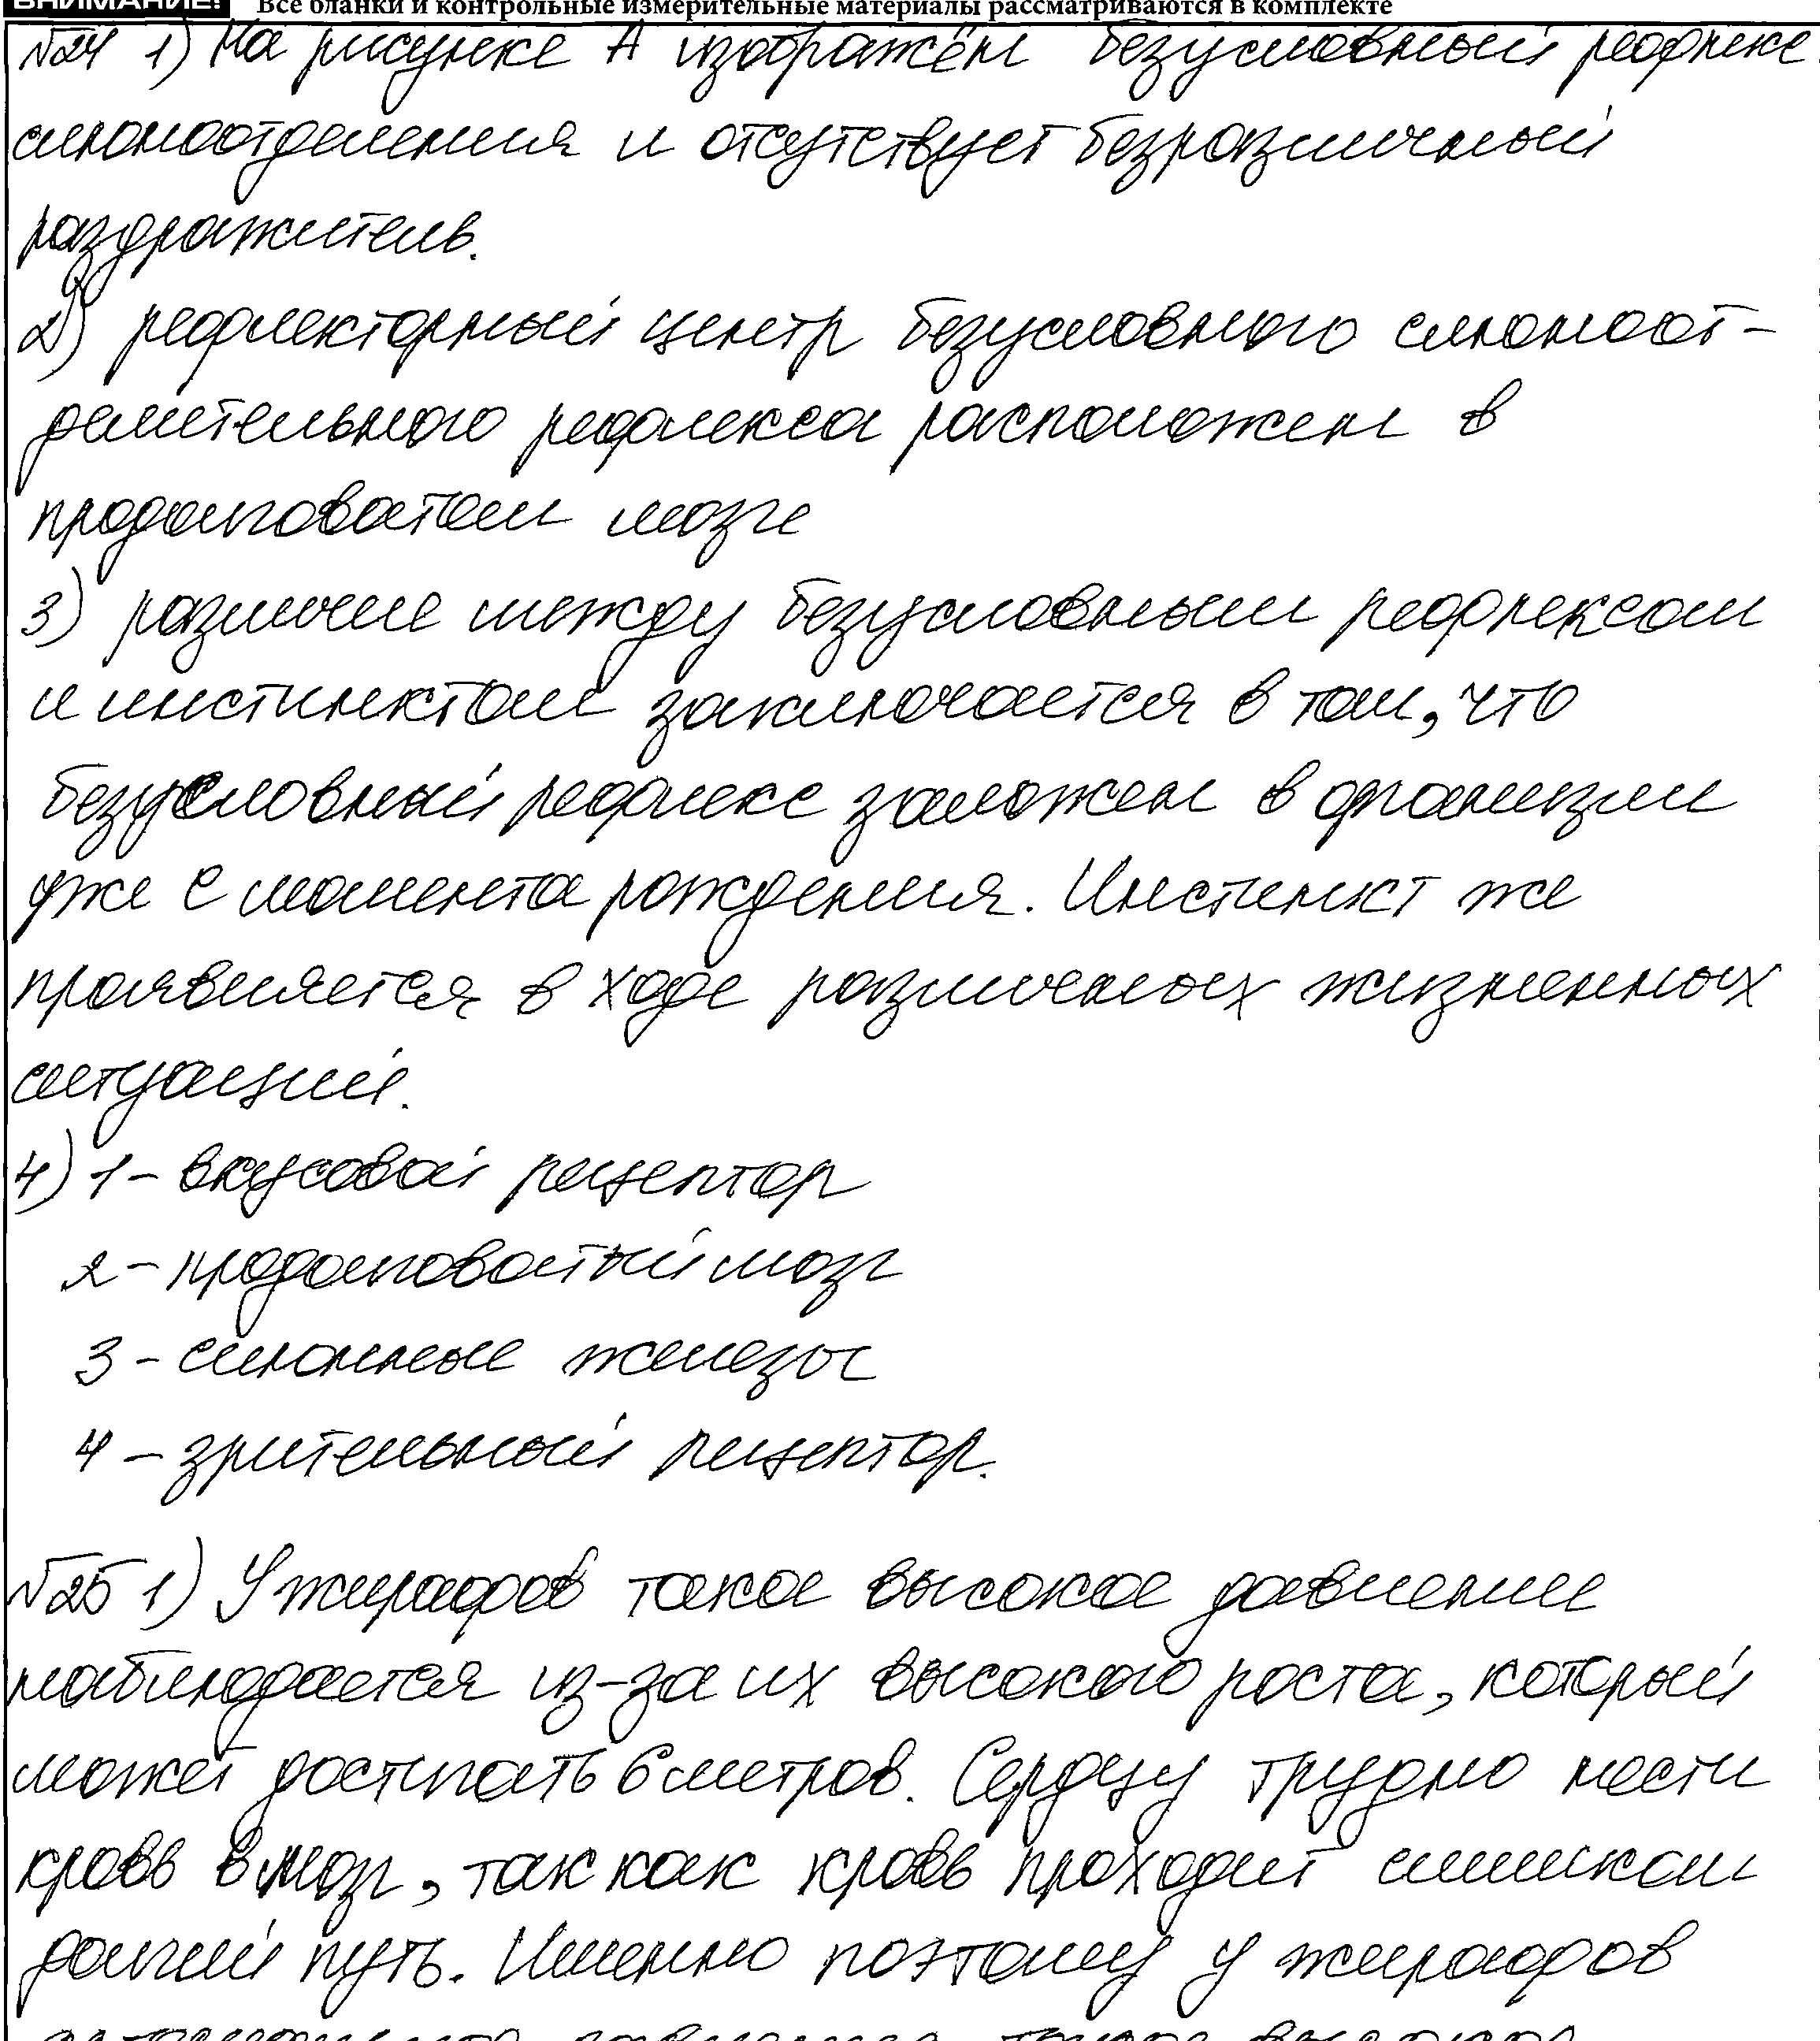 ВНИМАНИЕ! Все бланки и контрольные измерительные материалы рассматриваются в комплекте
№24 1) На рисунке А изображён безусловный рефлекс
слюноотделения и отсутствует безразличный
раздражитель.
2) рефлекторный центр безусловного слюноот-
делительного рефлекса расположен в
продолговатом мозге
3) различие между безусловным рефлексом
и инстинктом заключается в том, что
безусловный рефлекс заложен в организм
уже с момента рождения. Инстинкт же
проявляется в ходе различных жизненных
ситуаций.
4) 1 - вкусовой рецептор
2 - продолговатый мозг
3 - слюнные железы
4 - зрительный рецептор.
№25 1) У жирафов такое высокое давление
наблюдается из-за их высокого роста, который
может достигать 6 метров. Сердцу трудно нести
кровь в мозг, так как кровь проходит слишком
долгий путь. Именно поэтому у жирафов